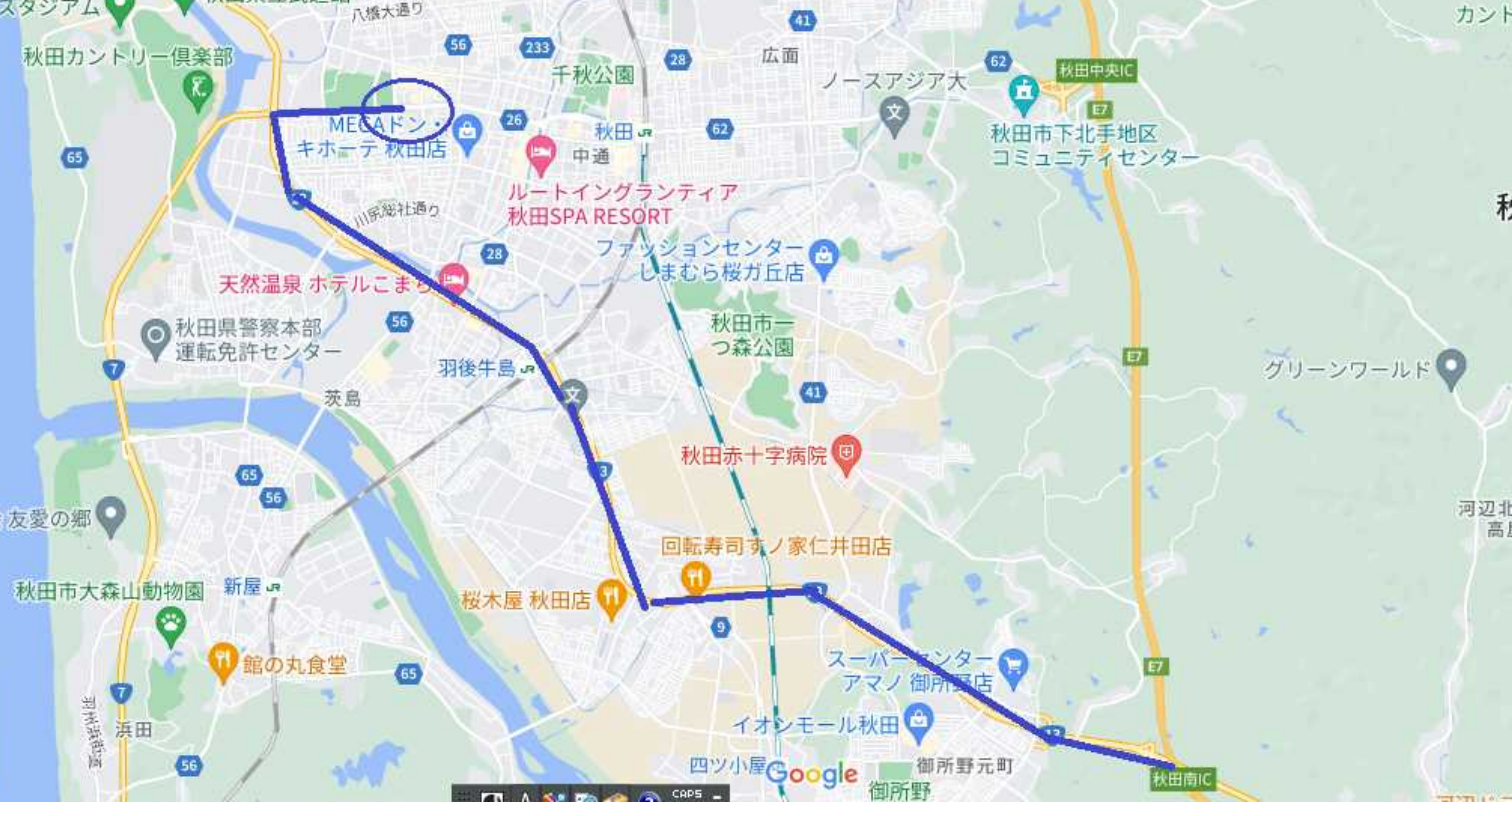 スタジアム
八橋大通り
41
カント
56
233
28
広面
62
秋田カントリー倶楽部
千秋公園
ノースアジア大
秋田中央IC
E7
MEGAドン・
キホーテ 秋田店
26
秋田
JR
62
中通
秋田市下北手地区
コミュニティセンター
65
ルートイングランティア
秋田SPA RESORT
川尻総社通り
28
ファッションセンター
しまむら桜ガ丘店
天然温泉 ホテルこまち
56
秋田県警察本部
運転免許センター
秋田市一
つ森公園
7
羽後牛島
JR
文
E7
グリーンワールド
茨島
41
秋田赤十字病院
65
56
友愛の郷
河辺北
回転寿司すノ家仁井田店
秋田市大森山動物園
新屋
JR
桜木屋 秋田店
9
館の丸食堂
65
スーパーセンター
アマノ 御所野店
E7
7
浜田
イオンモール秋田
13
56
四ツ小屋
Google
御所野元町
秋田南IC
御所野
CAPS